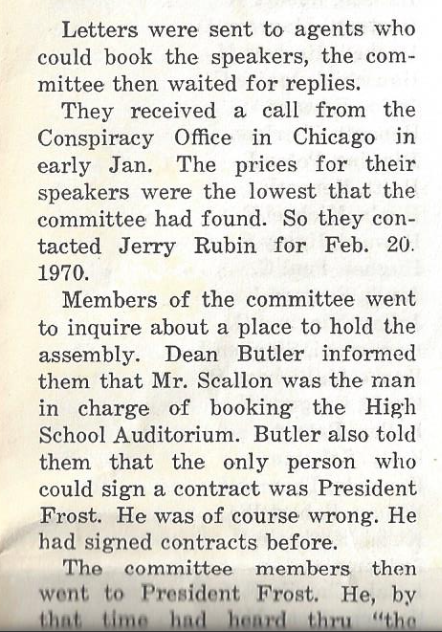 Letters were sent to agents who
could book the speakers, the com-
mittee then waited for replies.
They received a call from the
Conspiracy Office in Chicago in
early Jan. The prices for their
speakers were the lowest that the
committee had found. So they con-
tacted Jerry Rubin for Feb. 20.
1970.
Members of the committee went
to inquire about a place to hold the
assembly. Dean Butler informed
them that Mr. Scallon was the man
in charge of booking the High
School Auditorium. Butler also told
them that the only person who
could sign a contract was President
Frost. He was of course wrong. He
had signed contracts before.
The committee members then
went to President Frost. He, by
that time had heard thru "the